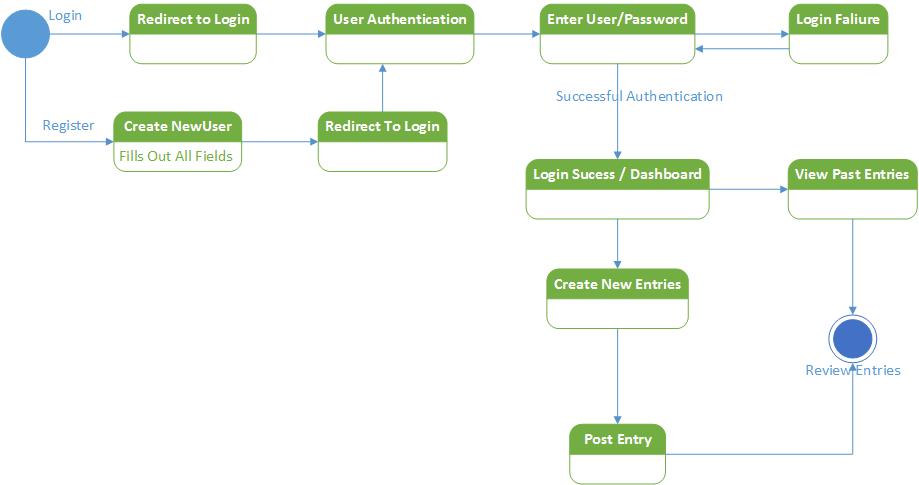 Login
Redirect to Login
User Authentication
Enter User/Password
Login Faliure
Successful Authentication
Register
Create NewUser
Fills Out All Fields
Redirect To Login
Login Sucess / Dashboard
View Past Entries
Create New Entries
Review Entries
Post Entry